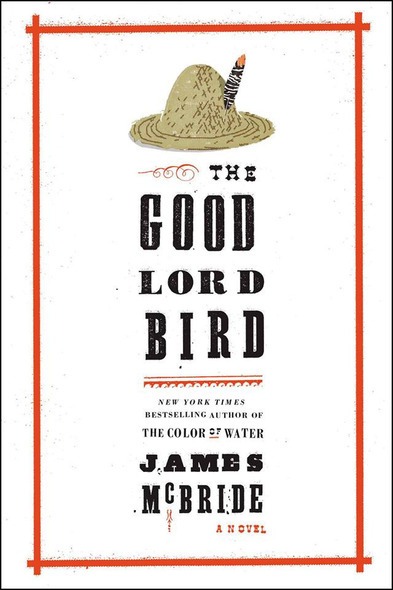 THE
GOOD
LORD
BIRD
NEW YORK TIMES
BESTSELLING AUTHOR OF
THE COLOR OF WATER
JAMES
McBRIDE
A NOVEL